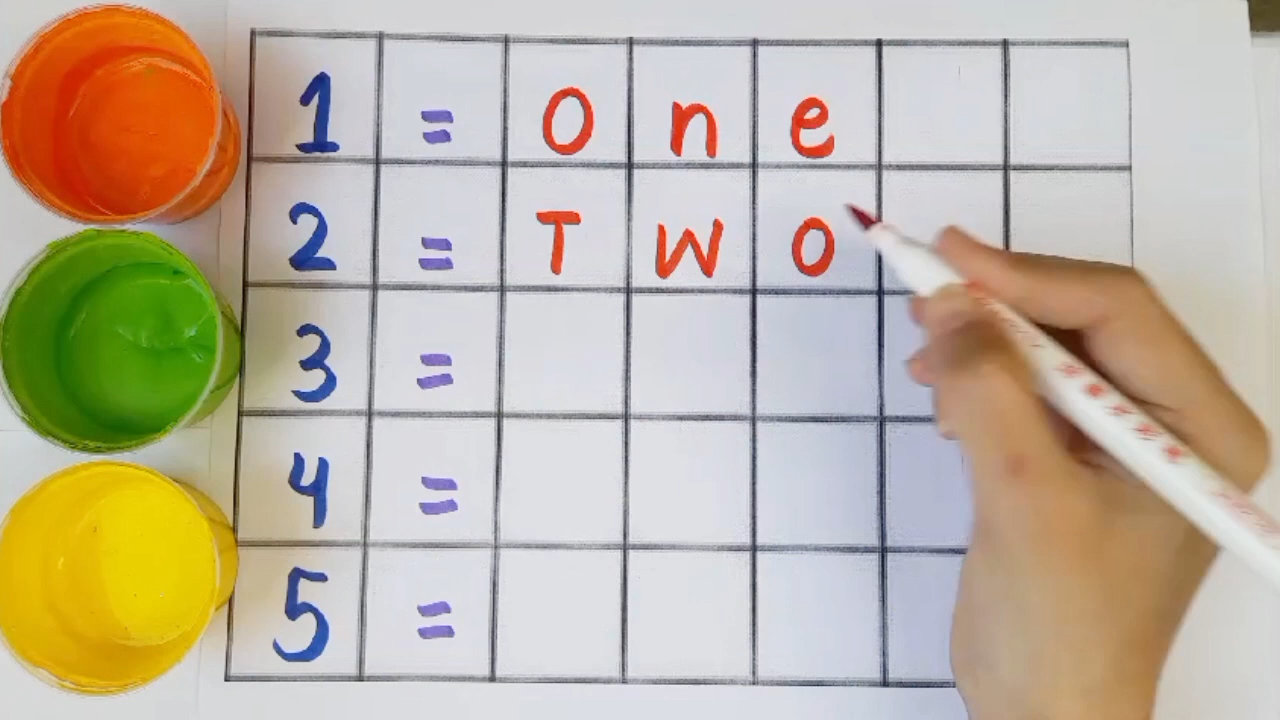 1 = One
2 = Two
3 =
4 =
5 =